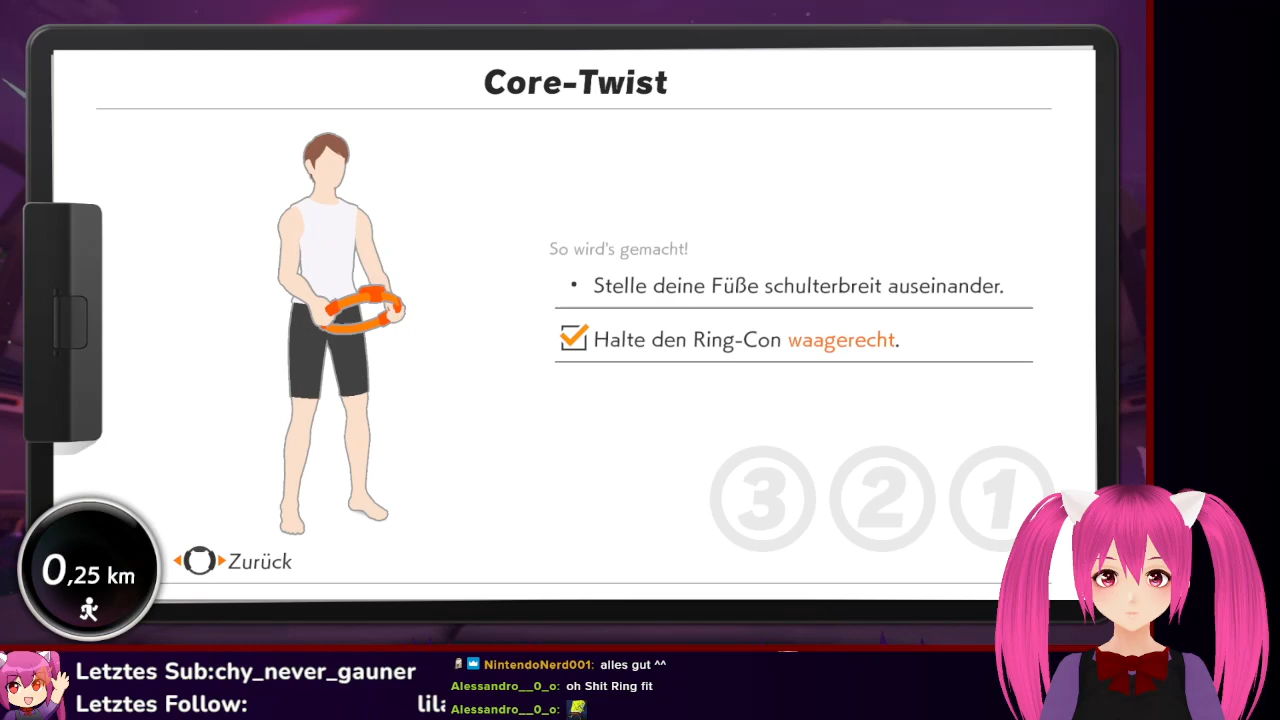 Core-Twist
So wird's gemacht!
• Stelle deine Füße schulterbreit auseinander.
Halte den Ring-Con waagerecht.
3 2 1
Zurück
0,25 km
Letztes Sub:chy_never_gauner
Letztes Follow:
NintendoNerd001: alles gut ^^
Alessandro__0_o: oh Shit Ring fit
Alessandro__0_o: